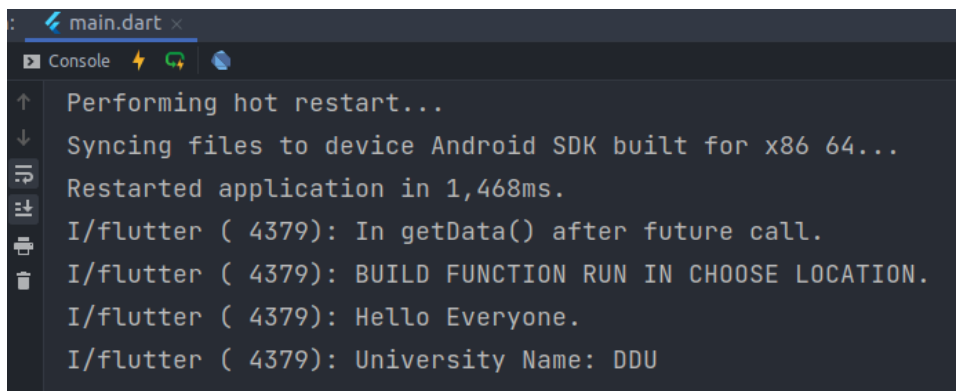 : main.dart ×
Console
Performing hot restart...
Syncing files to device Android SDK built for x86 64...
Restarted application in 1,468ms.
I/flutter ( 4379): In getData() after future call.
I/flutter ( 4379): BUILD FUNCTION RUN IN CHOOSE LOCATION.
I/flutter ( 4379): Hello Everyone.
I/flutter ( 4379): University Name: DDU